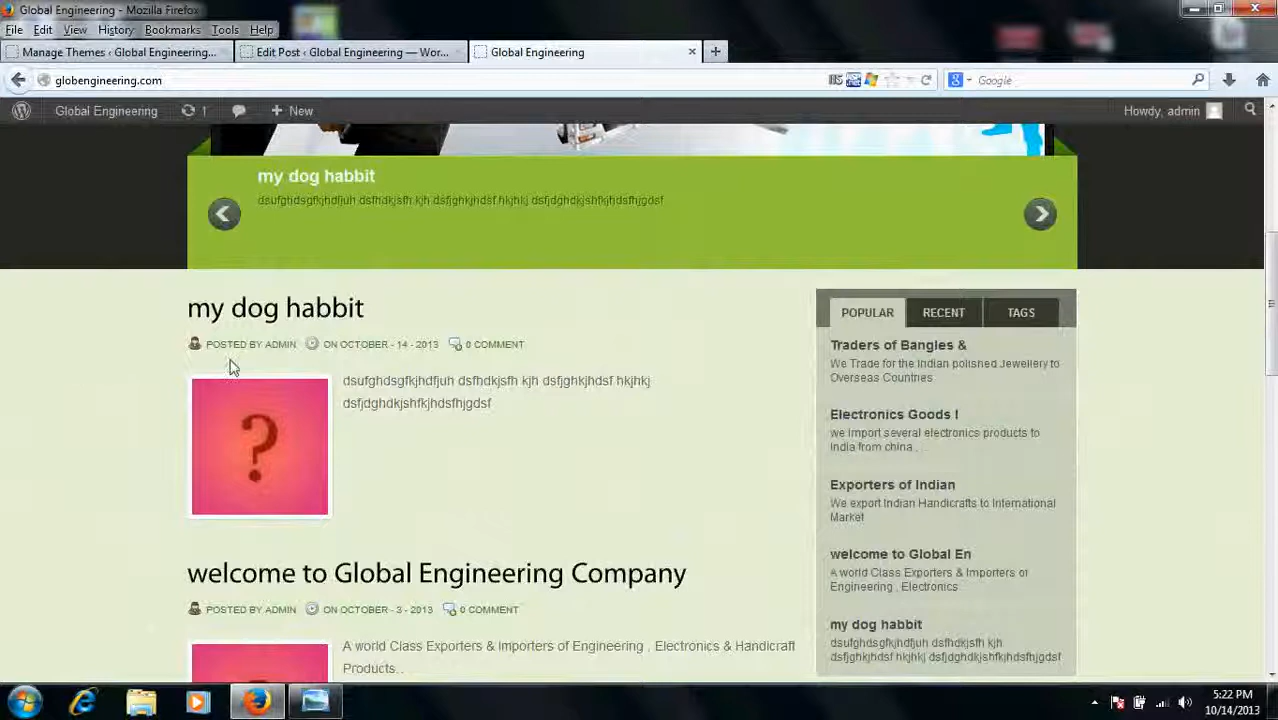 Global Engineering - Mozilla Firefox
File Edit View History Bookmarks Tools Help
Manage Themes ‹ Global Engineering... Edit Post ‹ Global Engineering — Wor... Global Engineering
globengineering.com Google
Global Engineering 1 New Howdy, admin
my dog habbit
dsufghdsgfkjhdfjuh dsfhdkjsfh kjh dsfjghkjhdsf hkjhkj dsfjdghdkjshfkjhdsfhjgdsf
my dog habbit
POSTED BY ADMIN ON OCTOBER - 14 - 2013 0 COMMENT
dsufghdsgfkjhdfjuh dsfhdkjsfh kjh dsfjghkjhdsf hkjhkj
dsfjdghdkjshfkjhdsfhjgdsf
?
welcome to Global Engineering Company
POSTED BY ADMIN ON OCTOBER - 3 - 2013 0 COMMENT
A world Class Exporters & Importers of Engineering , Electronics & Handicraft
Products..
POPULAR RECENT TAGS
Traders of Bangles &
We Trade for the Indian polished Jewellery to
Overseas Countries
Electronics Goods I
we import several electronics products to
India from china...
Exporters of Indian
We export Indian Handicrafts to International
Market
welcome to Global En
A world Class Exporters & Importers of
Engineering , Electronics
my dog habbit
dsufghdsgfkjhdfjuh dsfhdkjsfh kjh
dsfjghkjhdsf hkjhkj dsfjdghdkjshfkjhdsfhjgdsf
5:22 PM
10/14/2013